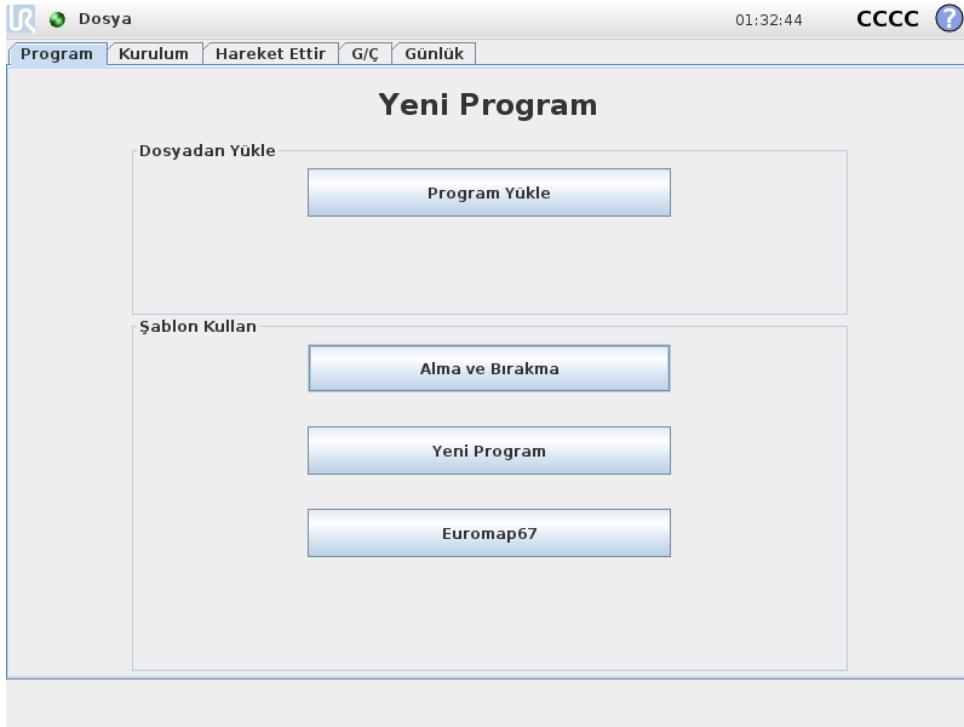 UR Dosya 01:32:44 CCCC ?
Program Kurulum Hareket Ettir G/Ç Günlük
Yeni Program
Dosyadan Yükle
Program Yükle
Şablon Kullan
Alma ve Bırakma
Yeni Program
Euromap67